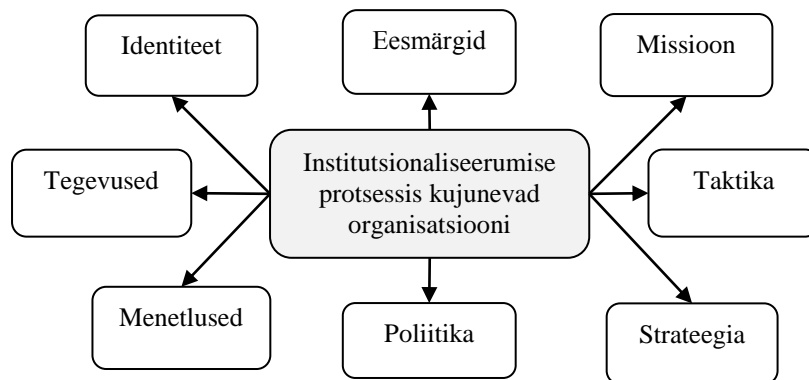 Identiteet
Eesmärgid
Missioon
Tegevused
Institutsionaliseerumise
protsessis kujunevad
organisatsiooni
Taktika
Menetlused
Poliitika
Strateegia